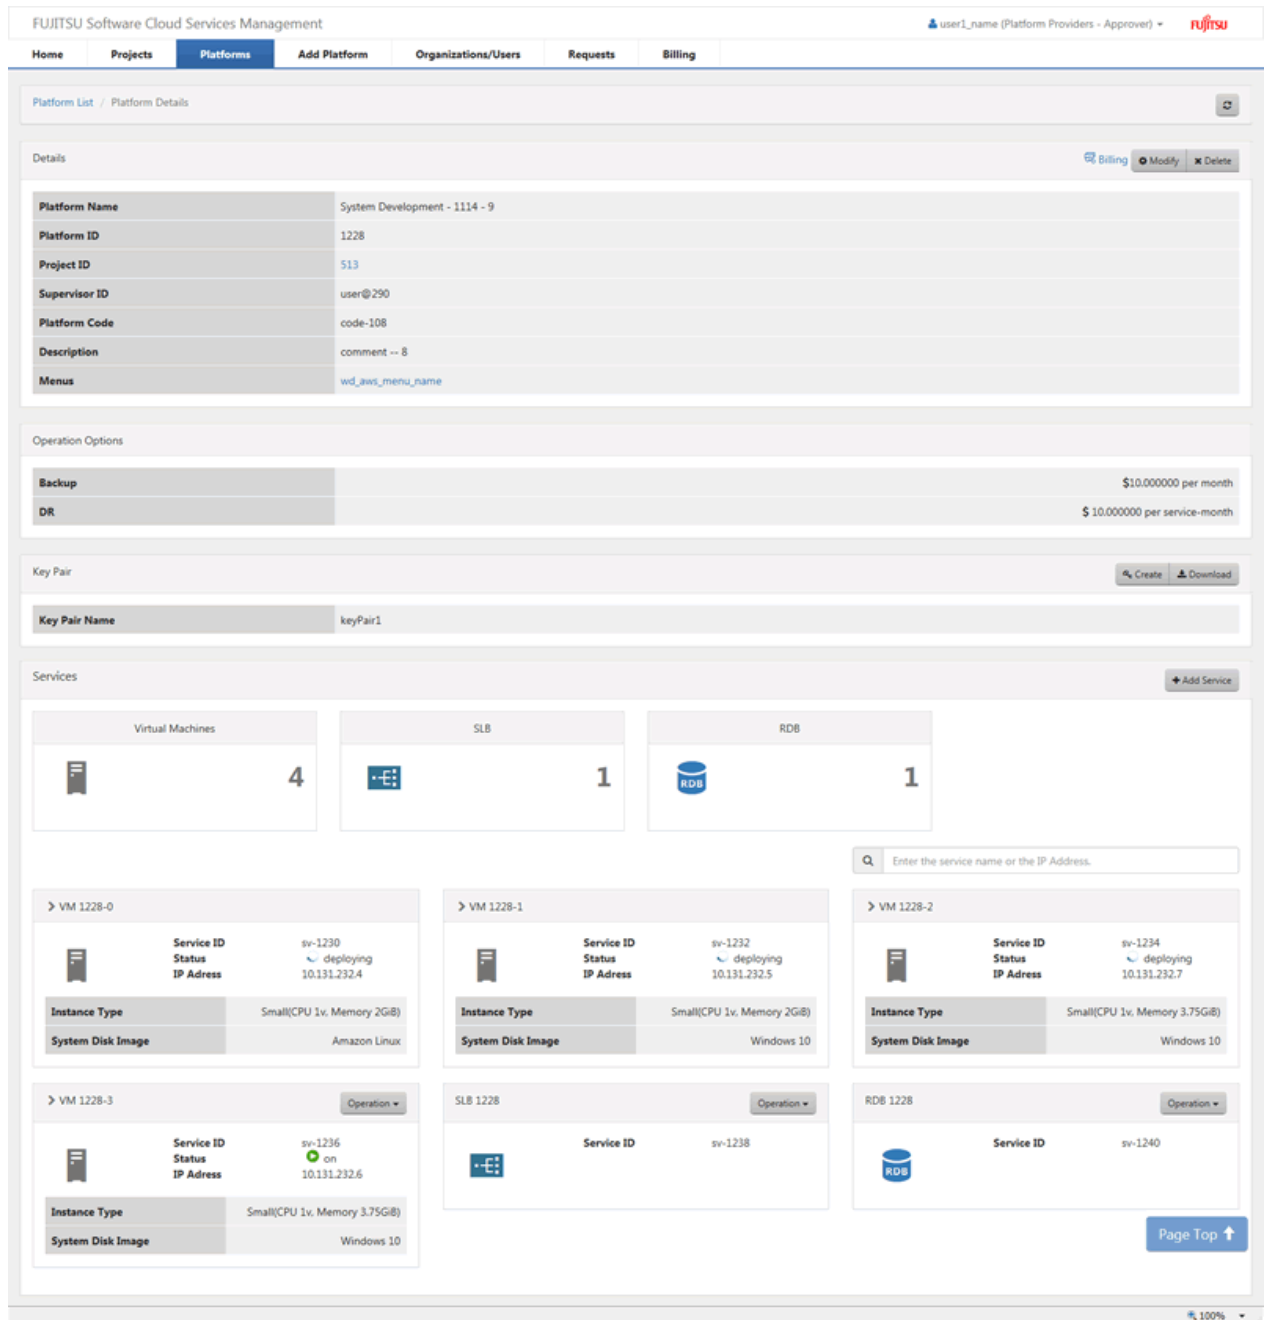 FUJITSU Software Cloud Services Management
user1_name (Platform Providers - Approver)
FUJITSU
Home Projects Platforms Add Platform Organizations/Users Requests Billing
Platform List / Platform Details
Details Billing Modify Delete
Platform Name System Development - 1114 - 9
Platform ID 1228
Project ID 513
Supervisor ID user@290
Platform Code code-108
Description comment -- 8
Menus wd_aws_menu_name
Operation Options
Backup $10.000000 per month
DR $ 10.000000 per service-month
Key Pair Create Download
Key Pair Name keyPair1
Services + Add Service
Virtual Machines SLB RDB
4 1 RDB 1
Enter the service name or the IP Address.
> VM 1228-0
Service ID sv-1230
Status deploying
IP Adress 10.131.232.4
Instance Type Small(CPU 1v, Memory 2GiB)
System Disk Image Amazon Linux
> VM 1228-1
Service ID sv-1232
Status deploying
IP Adress 10.131.232.5
Instance Type Small(CPU 1v, Memory 2GiB)
System Disk Image Windows 10
> VM 1228-2
Service ID sv-1234
Status deploying
IP Adress 10.131.232.7
Instance Type Small(CPU 1v, Memory 3.75GiB)
System Disk Image Windows 10
> VM 1228-3 Operation
Service ID sv-1236
Status on
IP Adress 10.131.232.6
Instance Type Small(CPU 1v, Memory 3.75GiB)
System Disk Image Windows 10
SLB 1228 Operation
Service ID sv-1238
RDB 1228 Operation
Service ID sv-1240
RDB
Page Top
100%